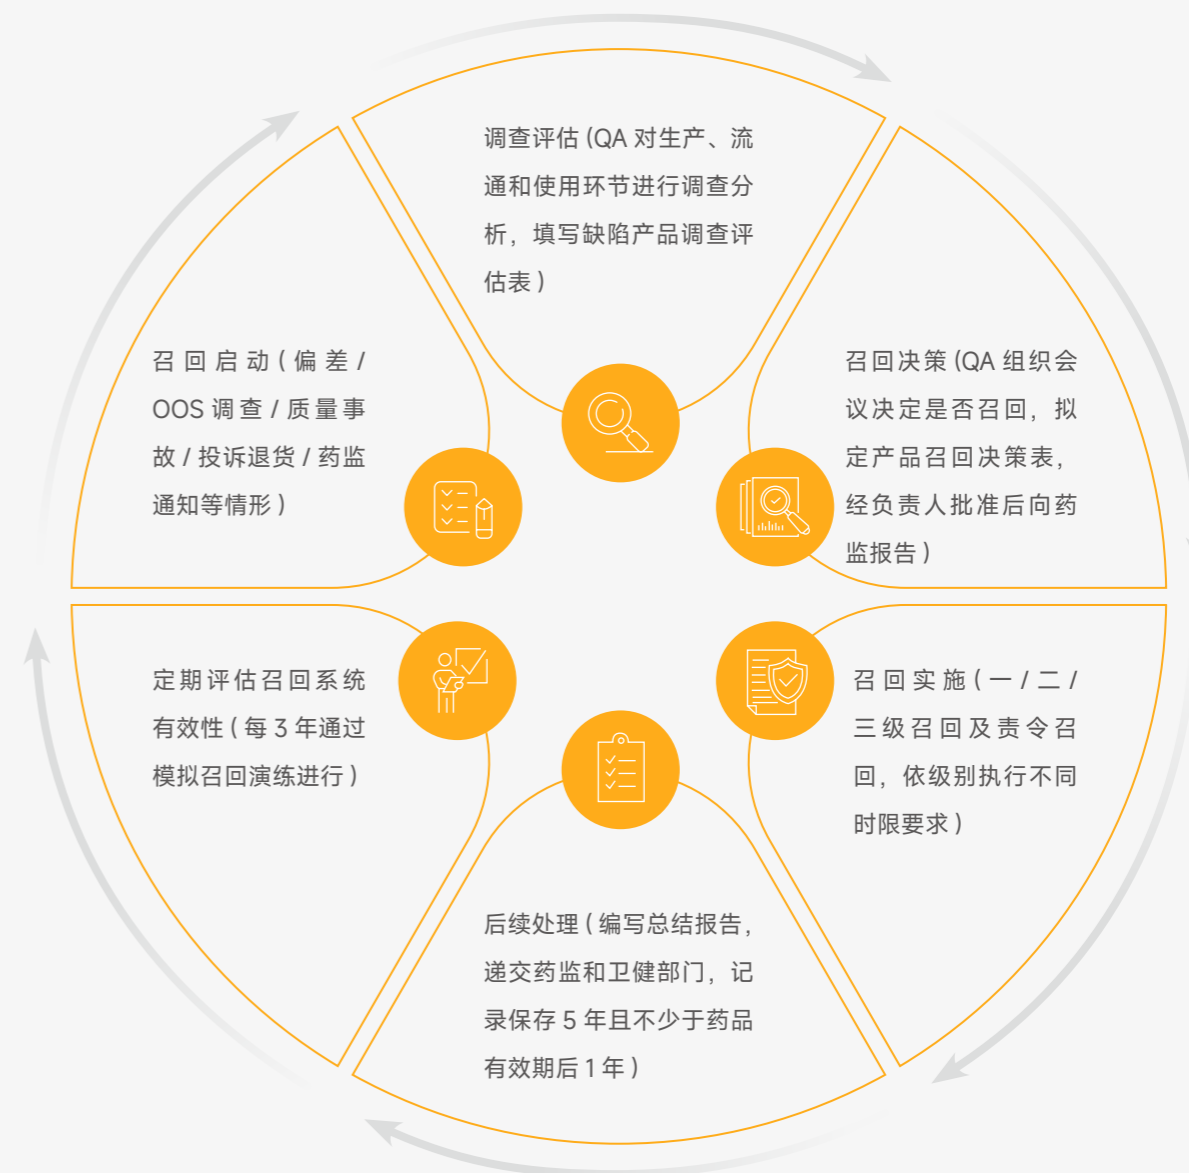 调查评估 (QA 对生产、流
通和使用环节进行调查分
析，填写缺陷产品调查评
估表 )
召回决策 (QA 组织会
议决定是否召回，拟
定产品召回决策表，
经负责人批准后向药
监报告 )
召回实施 ( 一 / 二 /
三级召回及责令召
回，依级别执行不同
时限要求 )
后续处理 ( 编写总结报告，
递交药监和卫健部门，记
录保存 5 年且不少于药品
有效期后 1 年 )
定期评估召回系统
有效性 ( 每 3 年通过
模拟召回演练进行 )
召回启动 ( 偏差 /
OOS 调查 / 质量事
故 / 投诉退货 / 药监
通知等情形 )